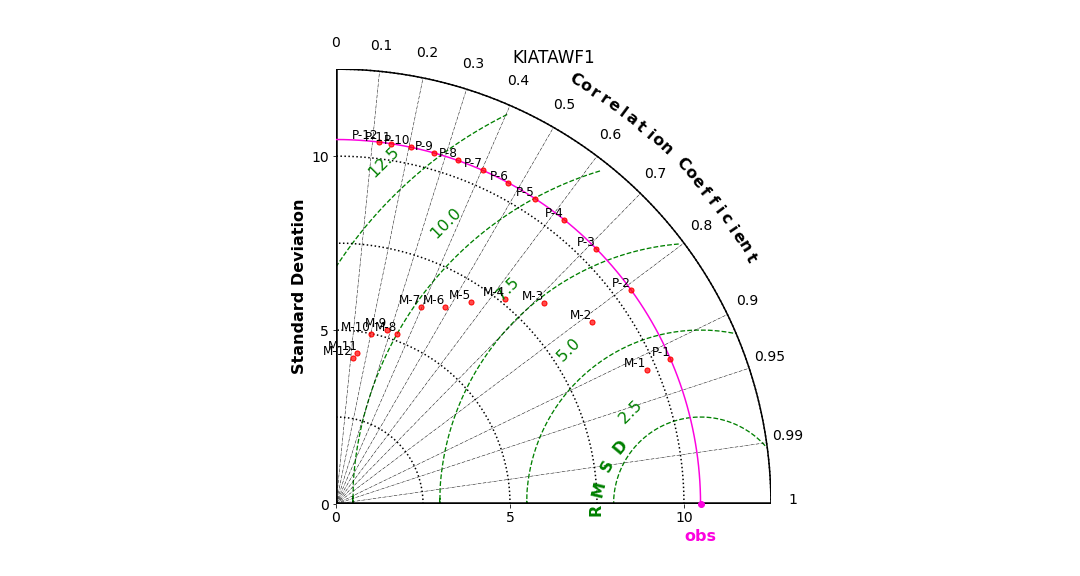 KIATAWF1
Correlation Coefficient
0
0.1
0.2
0.3
0.4
0.5
0.6
0.7
0.8
0.9
0.95
0.99
1
Standard Deviation
10
5
0
P-12
P-11
P-10
P-9
P-8
P-7
P-6
P-5
P-4
P-3
P-2
P-1
M-12
M-11
M-10
M-9
M-8
M-7
M-6
M-5
M-4
M-3
M-2
M-1
12.5
10.0
7.5
5.0
2.5
RMSD
0
5
10
obs